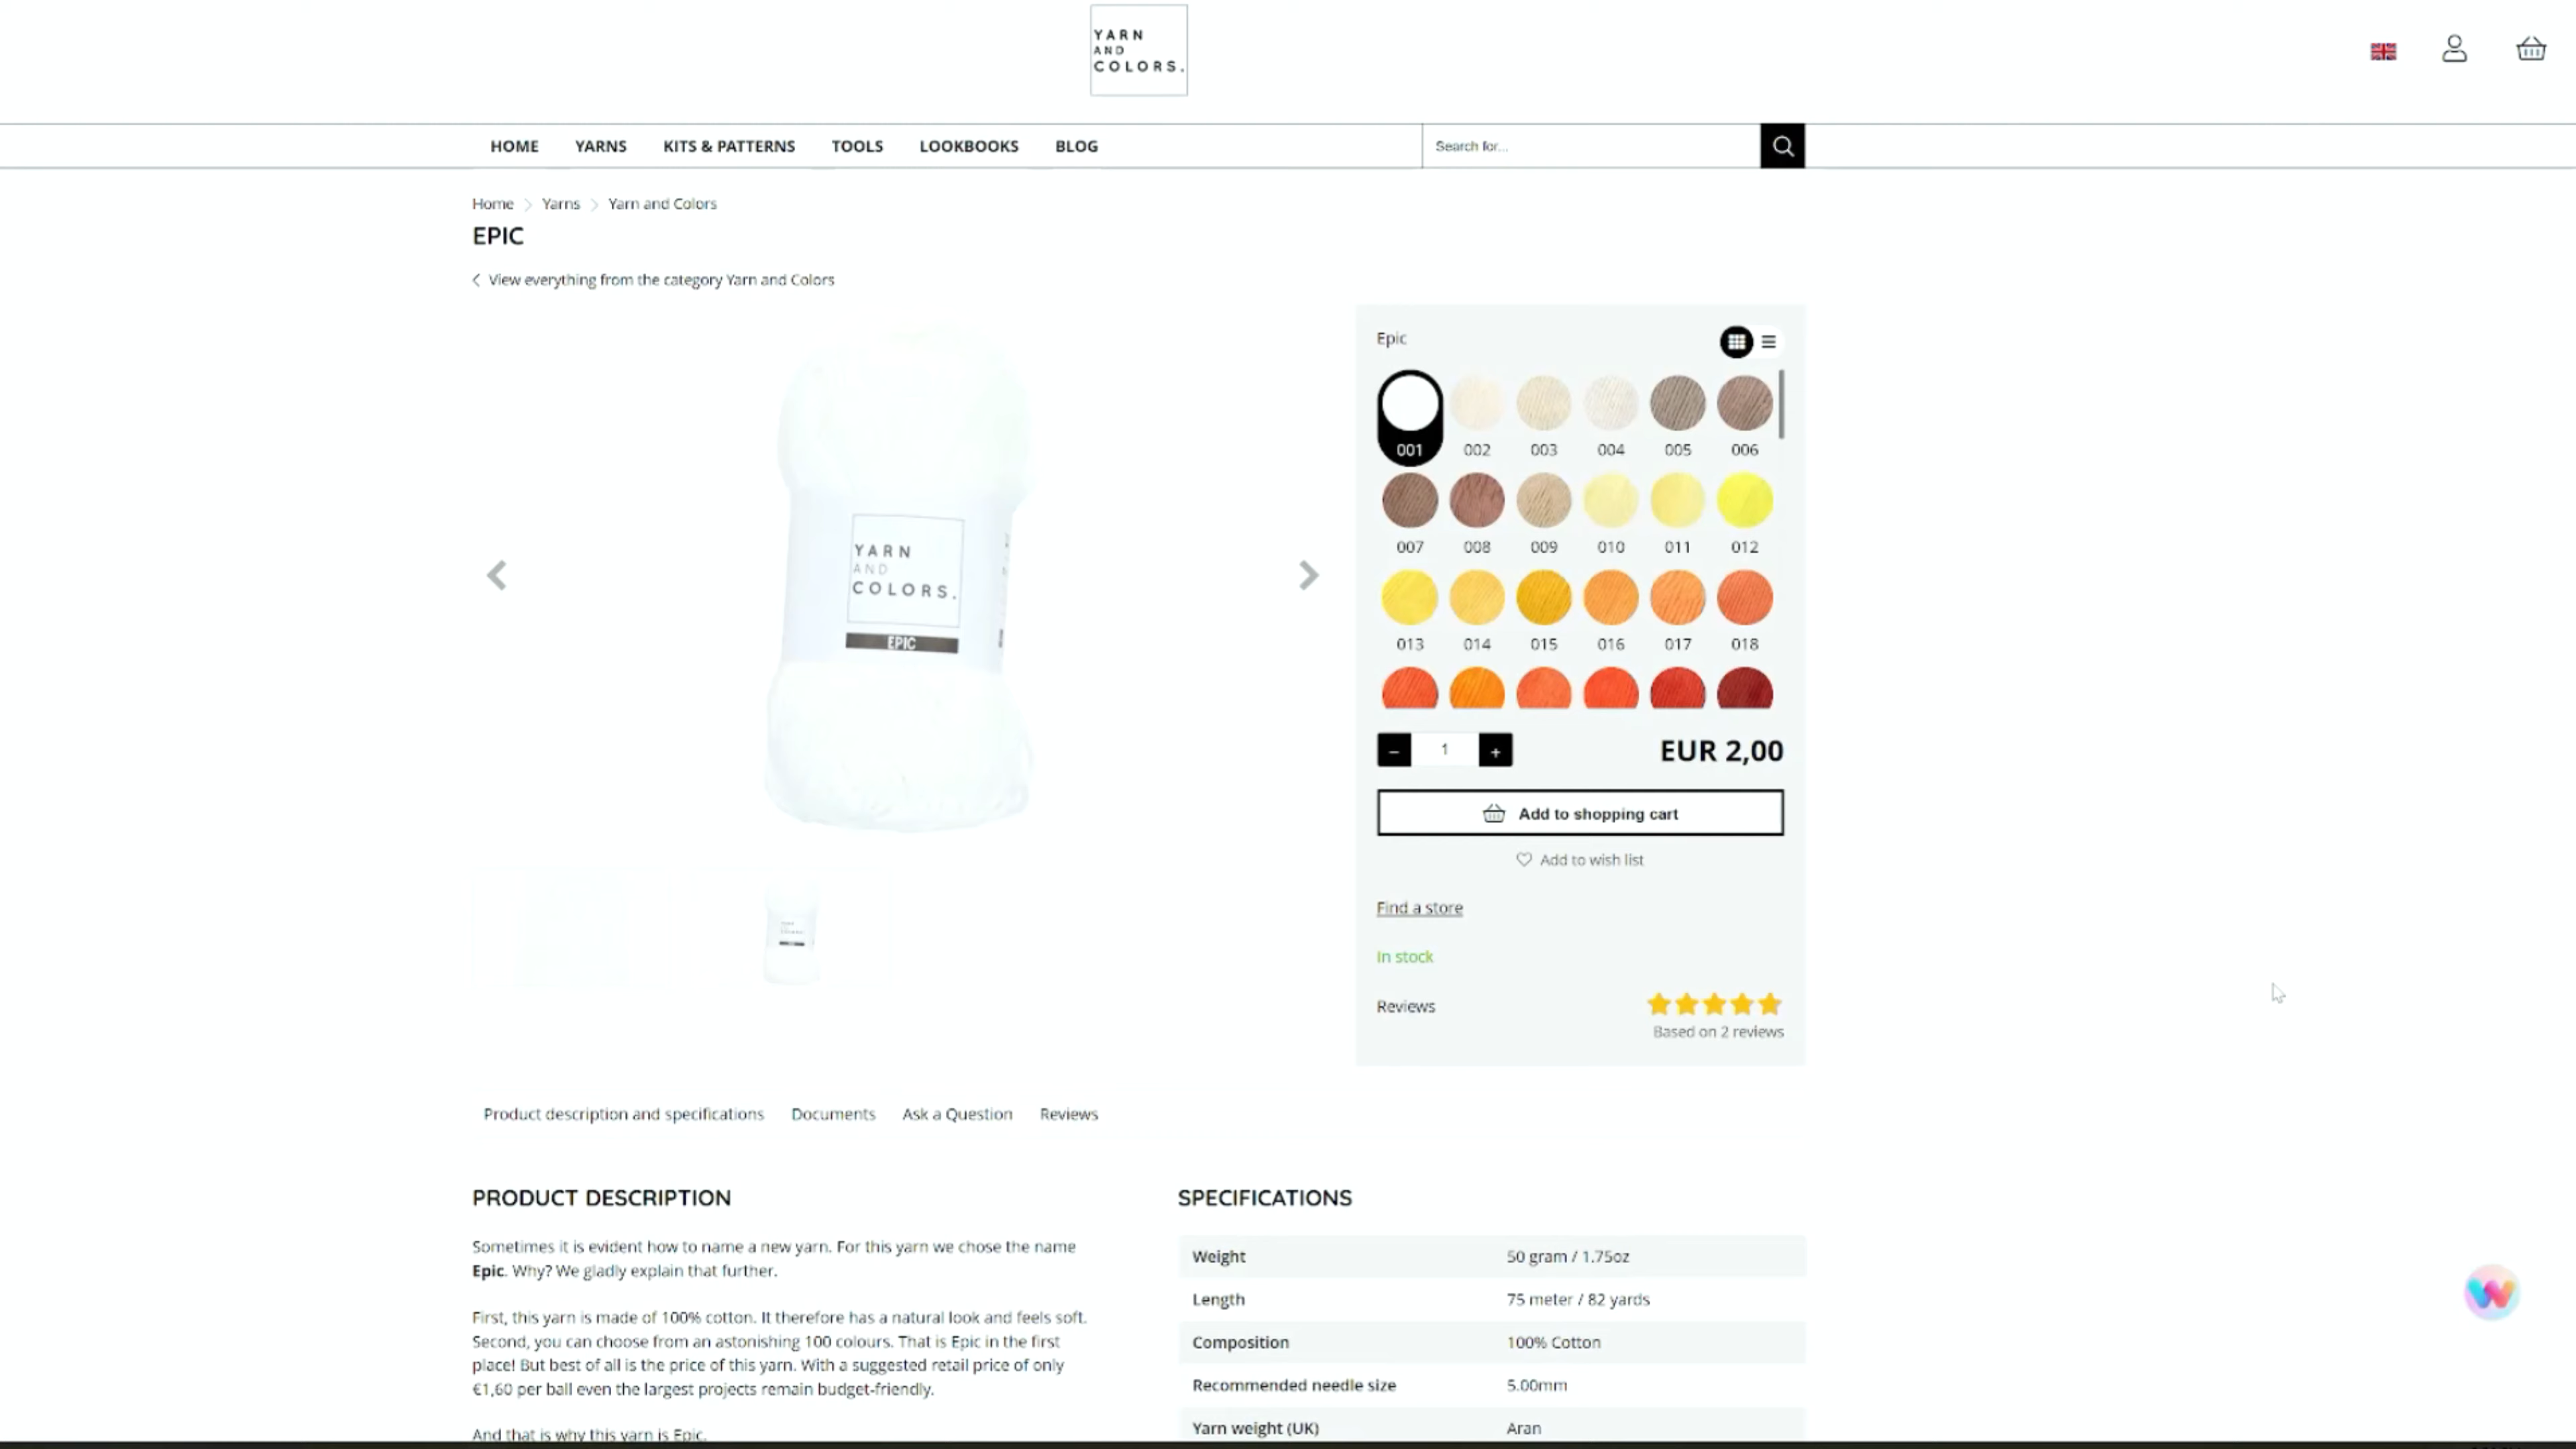 YARN
AND
COLORS.
HOME YARNS KITS & PATTERNS TOOLS LOOKBOOKS BLOG
Search for...
Home Yarns Yarn and Colors
EPIC
View everything from the category Yarn and Colors
YARN
AND
COLORS.
EPIC
Epic
001 002 003 004 005 006
007 008 009 010 011 012
013 014 015 016 017 018
1
EUR 2,00
Add to shopping cart
Add to wish list
Find a store
In stock
Reviews
Based on 2 reviews
Product description and specifications Documents Ask a Question Reviews
PRODUCT DESCRIPTION
Sometimes it is evident how to name a new yarn. For this yarn we chose the name
Epic. Why? We gladly explain that further.
First, this yarn is made of 100% cotton. It therefore has a natural look and feels soft.
Second, you can choose from an astonishing 100 colours. That is Epic in the first
place! But best of all is the price of this yarn. With a suggested retail price of only
€1,60 per ball even the largest projects remain budget-friendly.
And that is why this yarn is Epic.
SPECIFICATIONS
Weight 50 gram / 1.75oz
Length 75 meter / 82 yards
Composition 100% Cotton
Recommended needle size 5.00mm
Yarn weight (UK) Aran